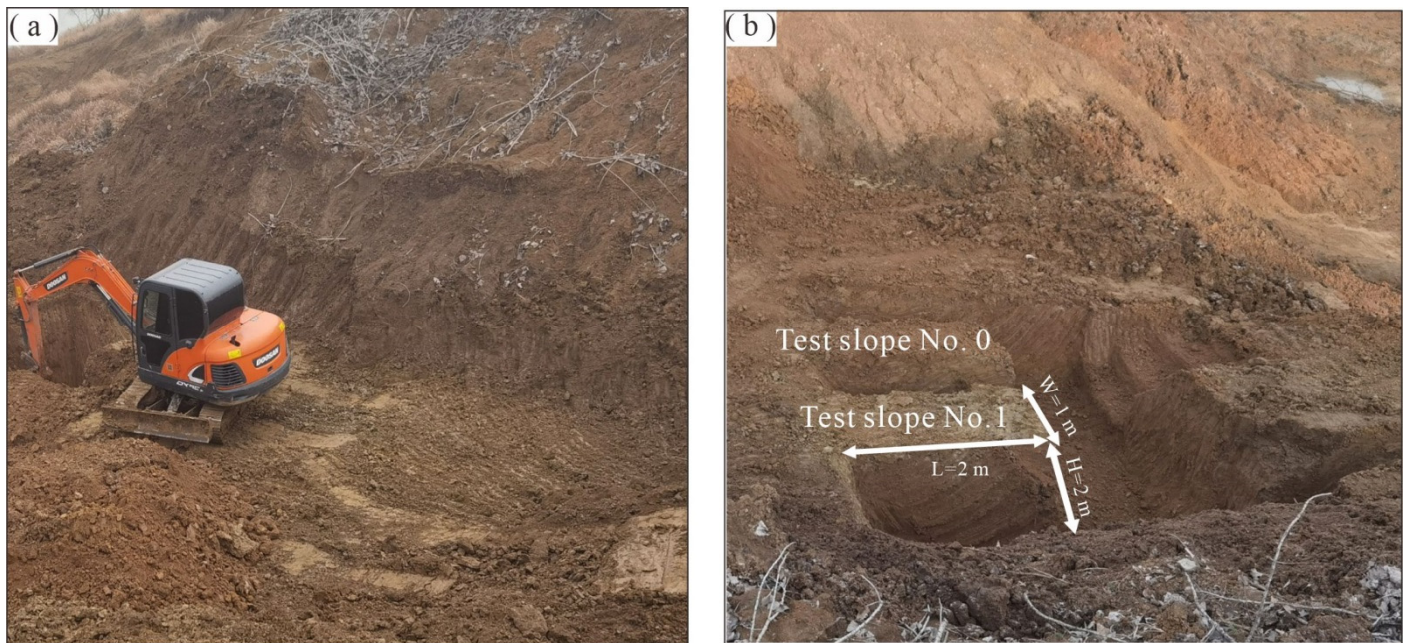 ( a )
DOOSAN
DOOSAN
( b )
Test slope No. 0
W=1 m
Test slope No.1
L=2 m
H=2 m